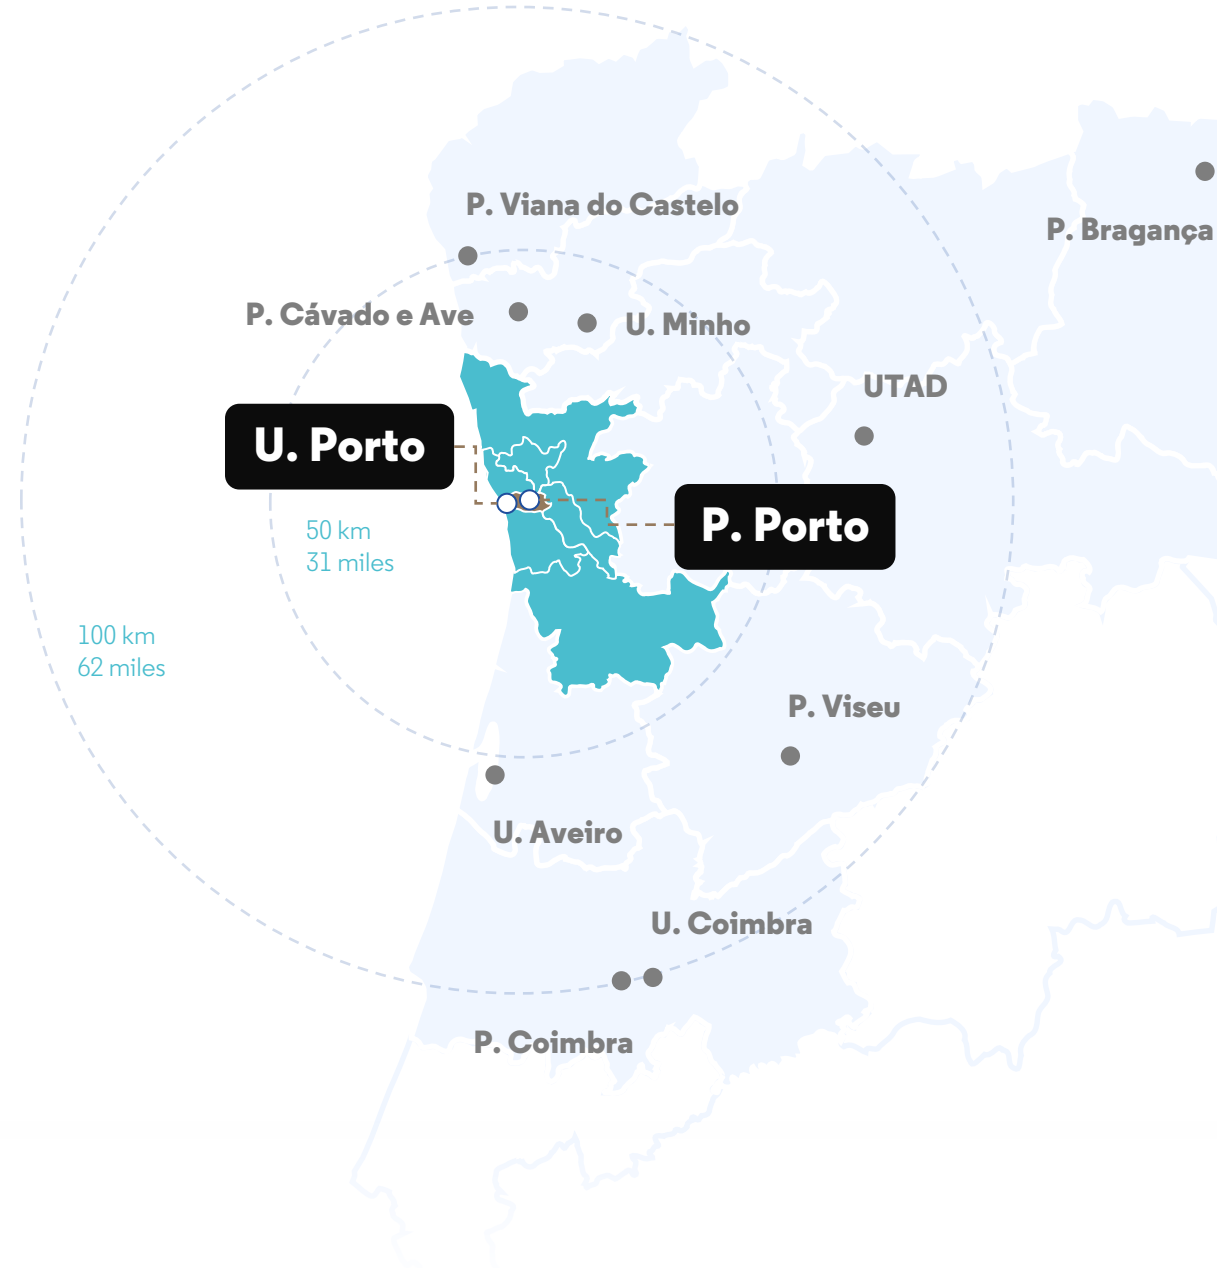 P. Viana do Castelo
P. Bragança
P. Cávado e Ave
U. Minho
UTAD
U. Porto
P. Porto
50 km
31 miles
100 km
62 miles
P. Viseu
U. Aveiro
U. Coimbra
P. Coimbra